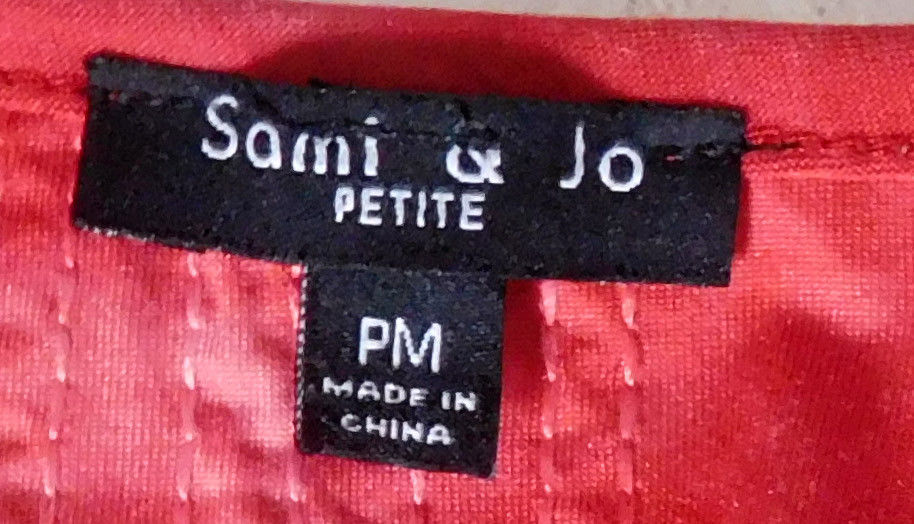 Sami & Jo
PETITE
PM
MADE IN
CHINA